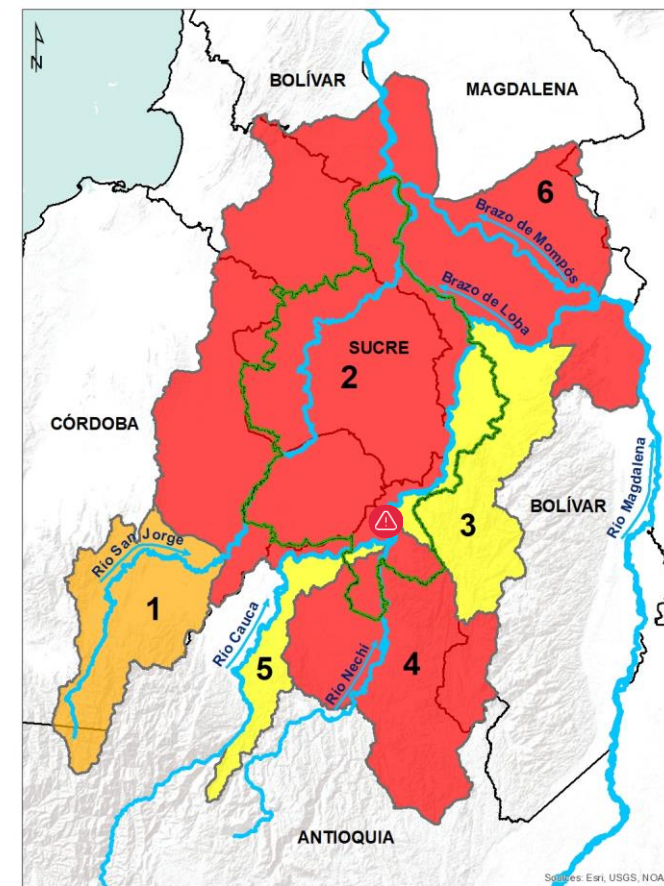 N
BOLÍVAR
MAGDALENA
6
Brazo de Mompós
Brazo de Loba
SUCRE
2
CÓRDOBA
BOLÍVAR
Río Magdalena
3
Río San Jorge
1
Río Cauca
5
Río Nechí
4
ANTIOQUIA
Sources: Esri, USGS, NOA